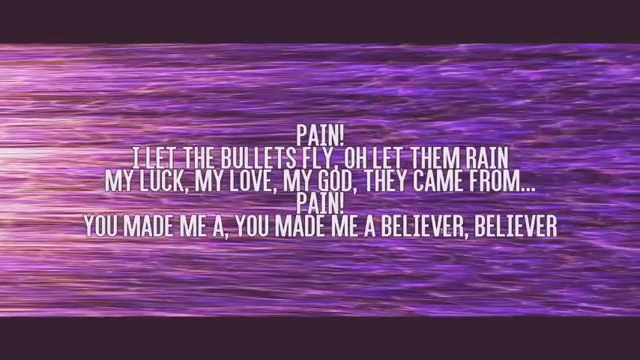 PAIN!
I LET THE BULLETS FLY, OH LET THEM RAIN
MY LUCK, MY LOVE, MY GOD, THEY CAME FROM...
PAIN!
YOU MADE ME A, YOU MADE ME A BELIEVER, BELIEVER